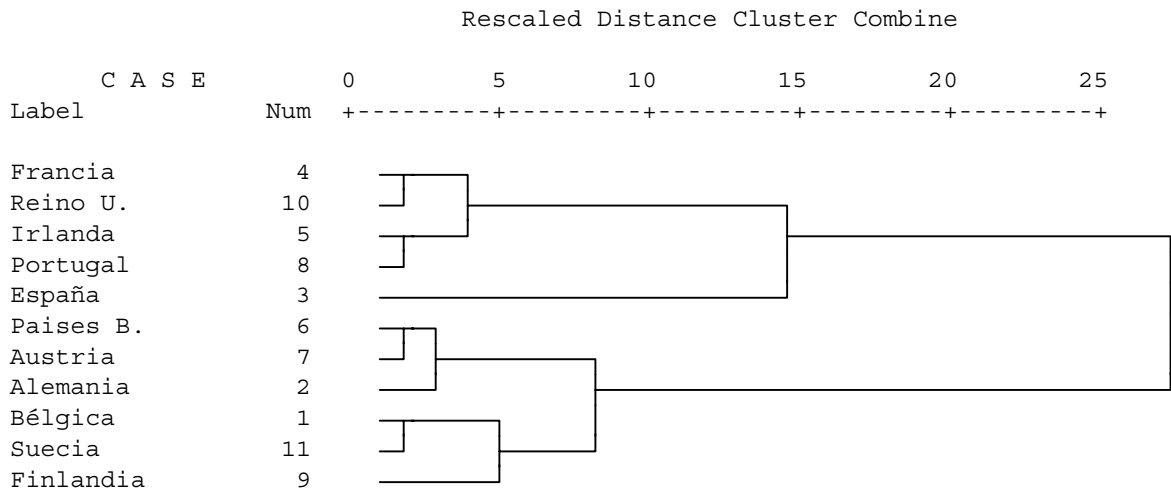 Rescaled Distance Cluster Combine
C A S E 0 5 10 15 20 25
Label Num +---------+---------+---------+---------+---------+
Francia 4
Reino U. 10
Irlanda 5
Portugal 8
España 3
Paises B. 6
Austria 7
Alemania 2
Bélgica 1
Suecia 11
Finlandia 9